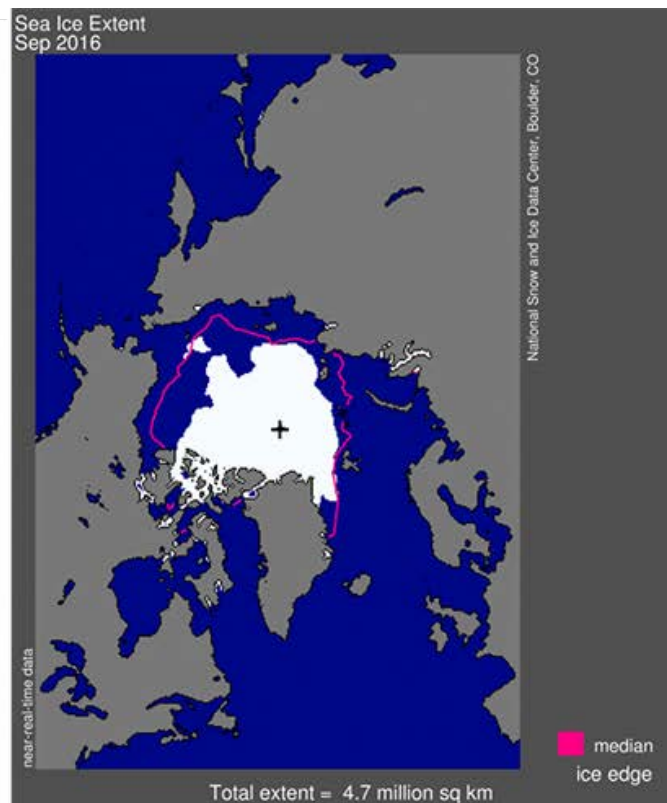 Sea Ice Extent
Sep 2016
National Snow and Ice Data Center, Boulder, CO
near-real-time data
median
ice edge
Total extent = 4.7 million sq km